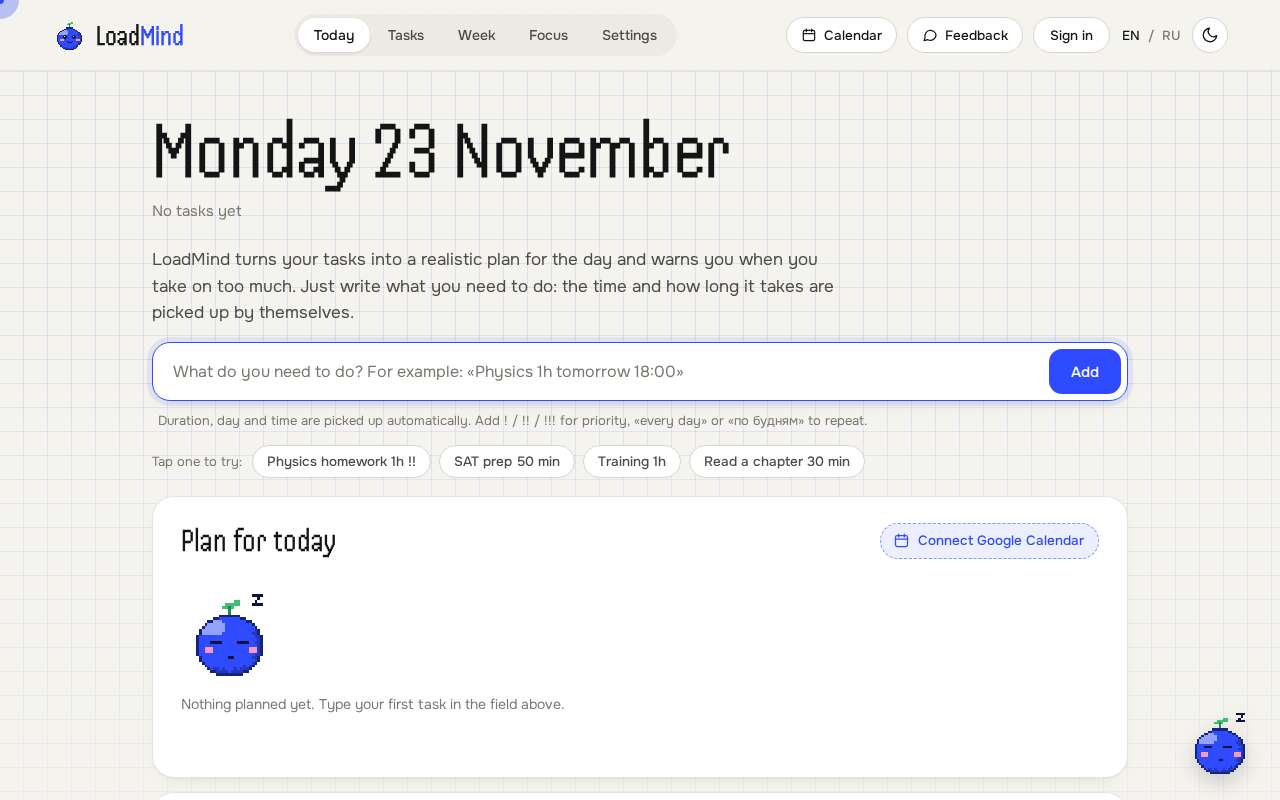 LoadMind
Today Tasks Week Focus Settings
Calendar Feedback Sign in EN / RU
Monday 23 November
No tasks yet
LoadMind turns your tasks into a realistic plan for the day and warns you when you
take on too much. Just write what you need to do: the time and how long it takes are
picked up by themselves.
What do you need to do? For example: «Physics 1h tomorrow 18:00» Add
Duration, day and time are picked up automatically. Add ! / !! / !!! for priority, «every day» or «по будням» to repeat.
Tap one to try: Physics homework 1h !! SAT prep 50 min Training 1h Read a chapter 30 min
Plan for today Connect Google Calendar
Nothing planned yet. Type your first task in the field above.